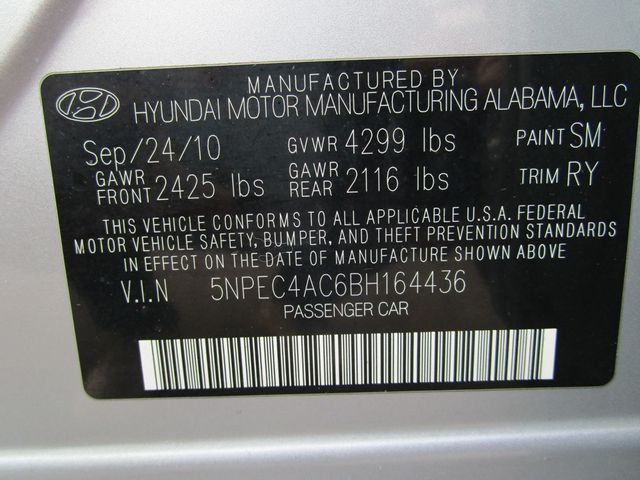 MANUFACTURED BY
HYUNDAI MOTOR MANUFACTURING ALABAMA, LLC
Sep/24/10 GVWR 4299 lbs PAINT SM
GAWR FRONT 2425 lbs GAWR REAR 2116 lbs TRIM RY
THIS VEHICLE CONFORMS TO ALL APPLICABLE U.S.A. FEDERAL
MOTOR VEHICLE SAFETY, BUMPER, AND THEFT PREVENTION STANDARDS
IN EFFECT ON THE DATE OF MANUFACTURE SHOWN ABOVE
V.I.N 5NPEC4AC6BH164436
PASSENGER CAR